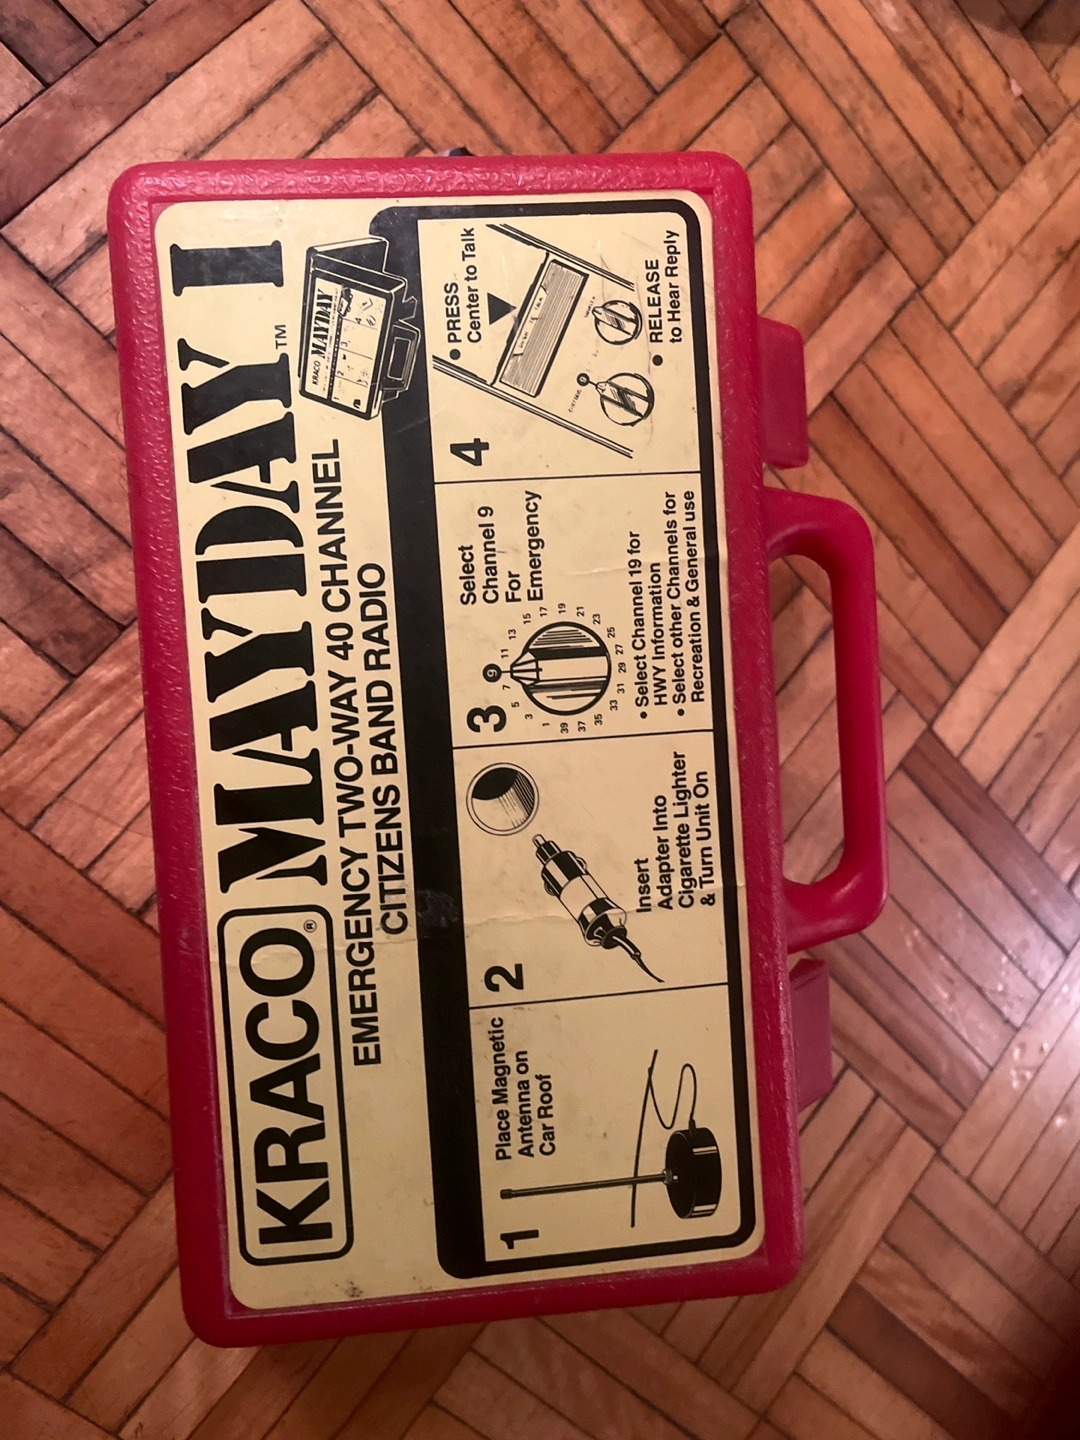 KRACO® MAYDAY I™
EMERGENCY TWO-WAY 40 CHANNEL
CITIZENS BAND RADIO
KRACO MAYDAY
1
Place Magnetic
Antenna on
Car Roof
2
Insert
Adapter Into
Cigarette Lighter
& Turn Unit On
3
Select
Channel 9
For
Emergency
1 3 5 7 9 11 13 15 17 19 21 23 25 27 29 31 33 35 37 39
• Select Channel 19 for
HWY Information
• Select other Channels for
Recreation & General use
4
• PRESS
Center to Talk
• RELEASE
to Hear Reply